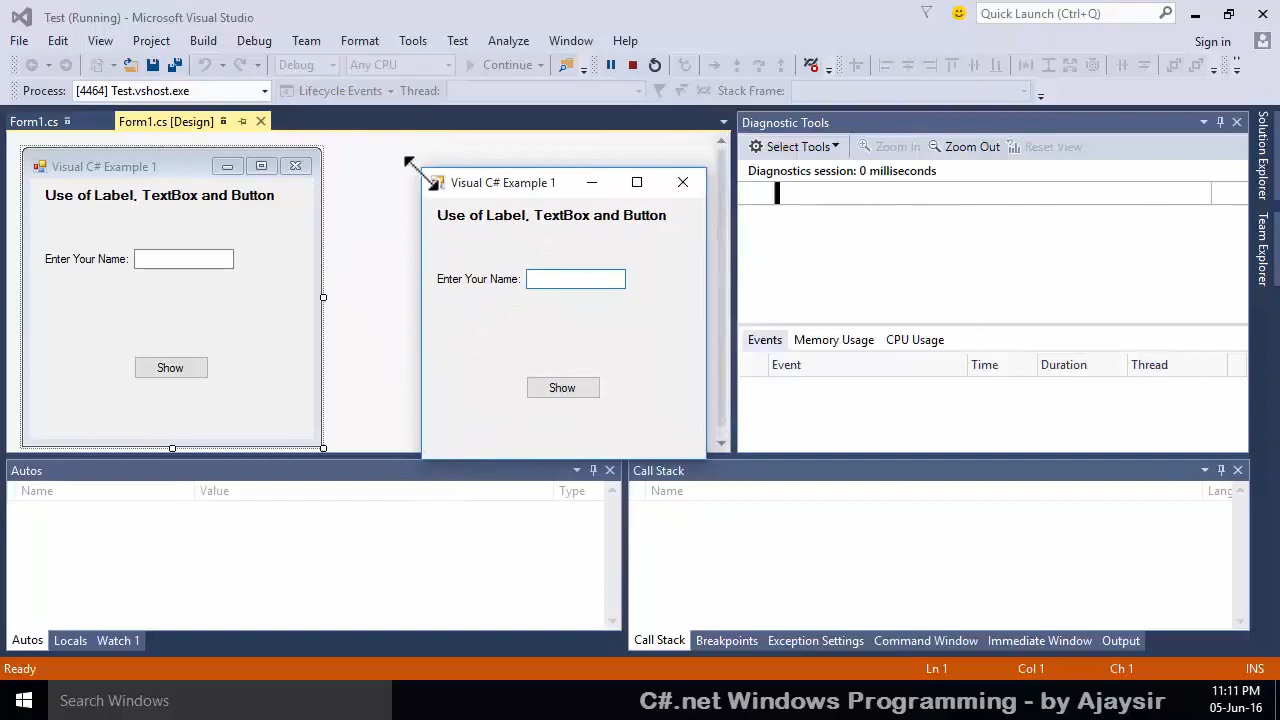 Test (Running) - Microsoft Visual Studio
Quick Launch (Ctrl+Q)
File Edit View Project Build Debug Team Format Tools Test Analyze Window Help
Sign in
Debug Any CPU Continue
Process: [4464] Test.vshost.exe Lifecycle Events Thread: Stack Frame:
Form1.cs Form1.cs [Design]
Visual C# Example 1
Use of Label, TextBox and Button
Enter Your Name:
Show
Visual C# Example 1
Use of Label, TextBox and Button
Enter Your Name:
Show
Diagnostic Tools
Select Tools Zoom In Zoom Out Reset View
Diagnostics session: 0 milliseconds
Events Memory Usage CPU Usage
Event Time Duration Thread
Solution Explorer
Team Explorer
Autos
Name Value Type
Autos Locals Watch 1
Call Stack
Name Lang
Call Stack Breakpoints Exception Settings Command Window Immediate Window Output
Ready Ln 1 Col 1 Ch 1 INS
Search Windows
C#.net Windows Programming - by Ajaysir
11:11 PM
05-Jun-16